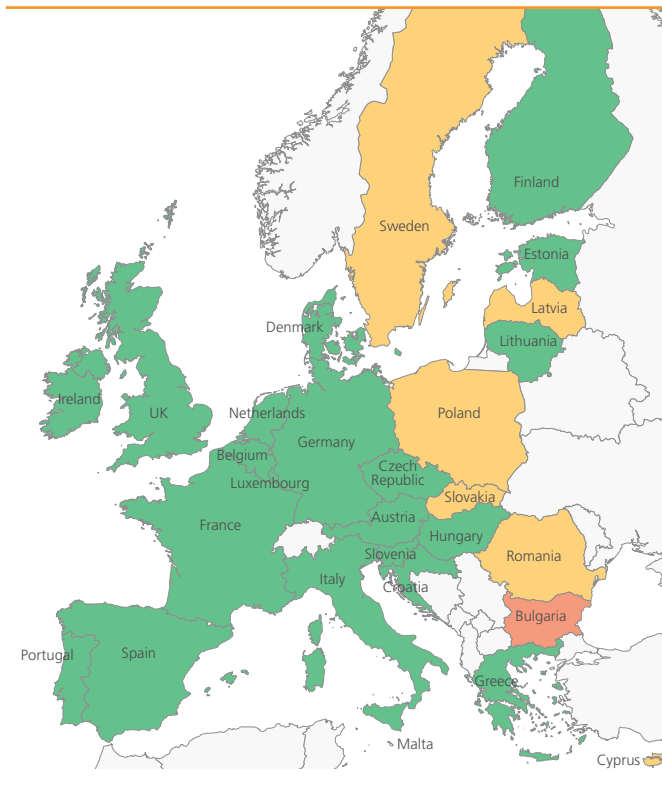 Finland
Sweden
Estonia
Latvia
Denmark
Lithuania
Ireland
UK
Netherlands
Poland
Germany
Belgium
Czech
Republic
Luxembourg
Slovakia
France
Austria
Hungary
Slovenia
Romania
Italy
Croatia
Bulgaria
Portugal
Spain
Greece
Malta
Cyprus